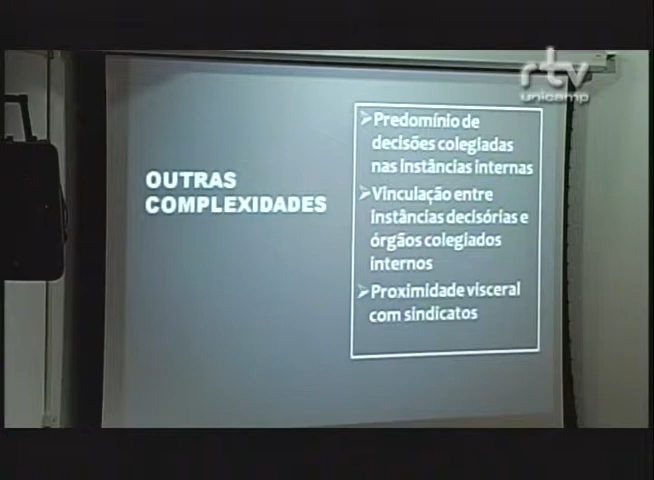 rtv
unicamp
OUTRAS
COMPLEXIDADES
Predomínio de
decisões colegiadas
nas instâncias internas
Vinculação entre
instâncias decisórias e
órgãos colegiados
internos
Proximidade visceral
com sindicatos